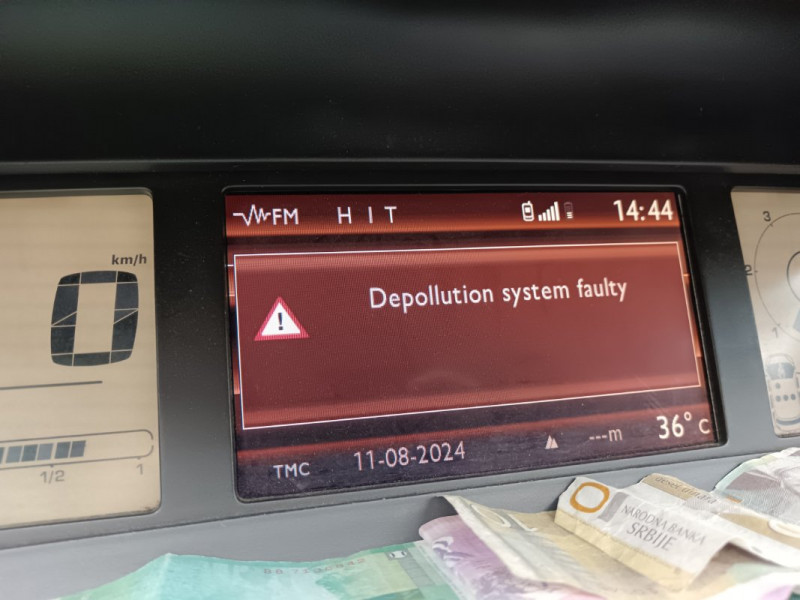 FM HIT 14:44
km/h
0
Depollution system faulty
1/2 1
TMC 11-08-2024 ---m 36° C
3
2
1
NARODNA BANKA
SRBIJE